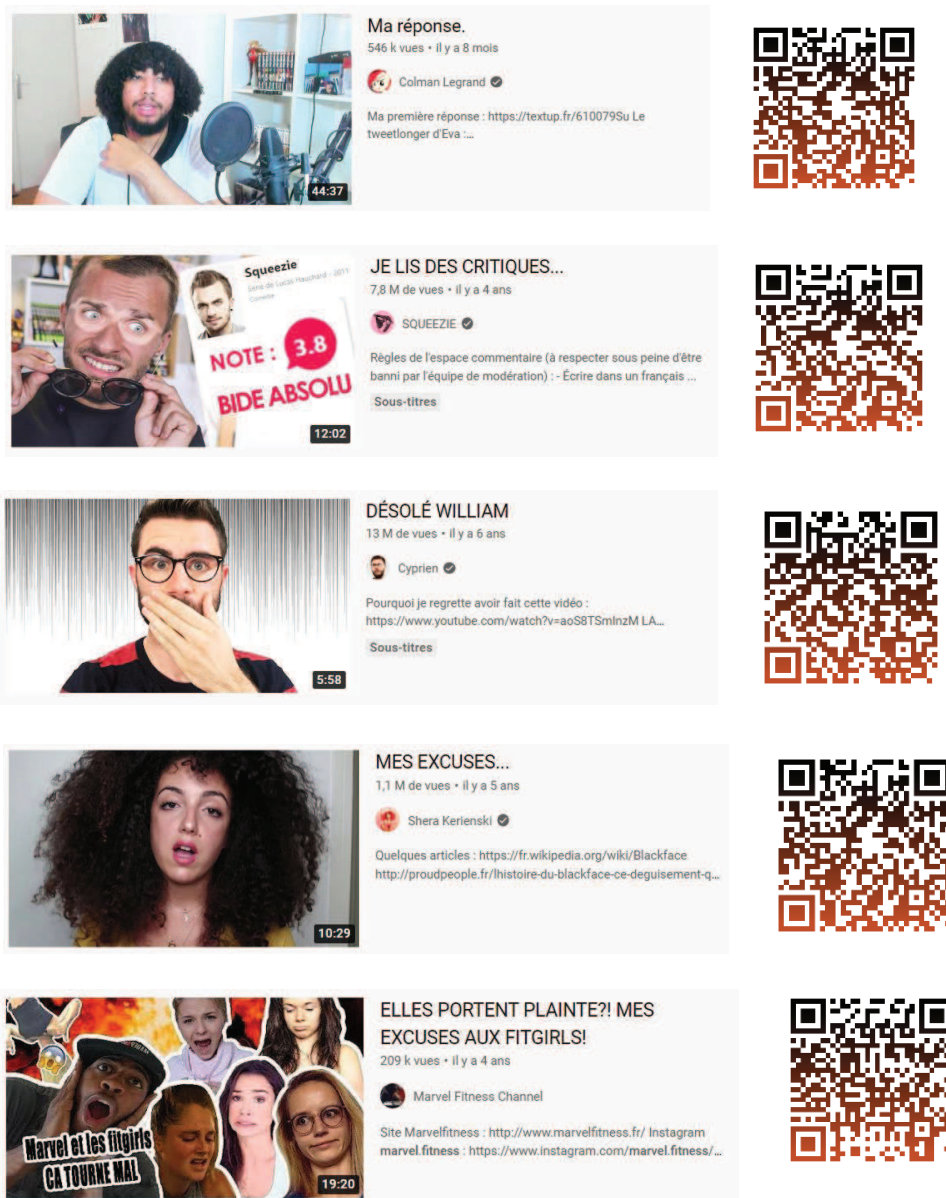 Ma réponse.
546 k vues • il y a 8 mois
Colman Legrand
Ma première réponse : https://textup.fr/610079Su Le
tweetlonger d'Eva :...
44:37
Squeezie
Série de Lucas Hauchard - 2011
Comédie
NOTE : 3.8
BIDE ABSOLU
12:02
JE LIS DES CRITIQUES...
7,8 M de vues • il y a 4 ans
SQUEEZIE
Règles de l'espace commentaire (à respecter sous peine d'être
banni par l'équipe de modération) : - Écrire dans un français ...
Sous-titres
DÉSOLÉ WILLIAM
13 M de vues • il y a 6 ans
Cyprien
Pourquoi je regrette avoir fait cette vidéo :
https://www.youtube.com/watch?v=aoS8TSmlnzM LA...
Sous-titres
5:58
MES EXCUSES...
1,1 M de vues • il y a 5 ans
Shera Kerienski
Quelques articles : https://fr.wikipedia.org/wiki/Blackface
http://proudpeople.fr/lhistoire-du-blackface-ce-deguisement-q...
10:29
ELLES PORTENT PLAINTE?! MES
EXCUSES AUX FITGIRLS!
209 k vues • il y a 4 ans
Marvel Fitness Channel
Site Marvelfitness : http://www.marvelfitness.fr/ Instagram
marvel.fitness : https://www.instagram.com/marvel.fitness/...
Marvel et les fitgirls
CA TOURNE MAL
19:20